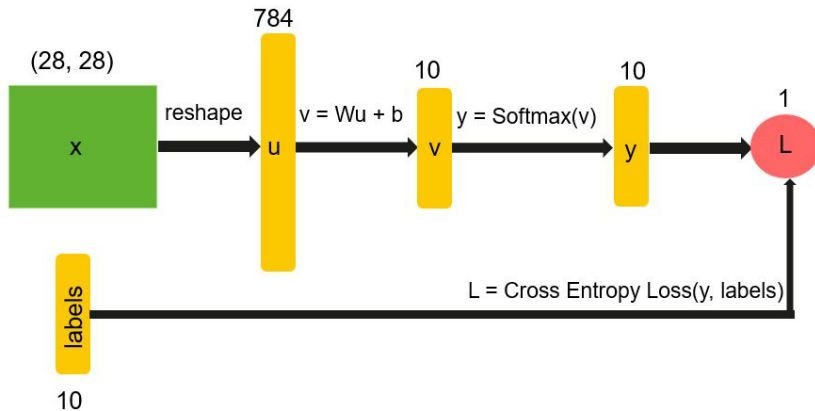 784
(28, 28)
10
10
1
reshape
v = Wu + b
y = Softmax(v)
x
u
v
y
L
labels
L = Cross Entropy Loss(y, labels)
10